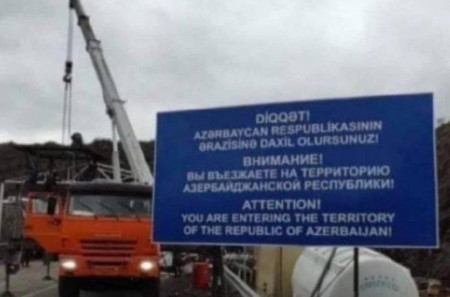 DİQQƏT!
AZƏRBAYCAN RESPUBLİKASININ
ƏRAZİSİNƏ DAXİL OLURSUNUZ!
ВНИМАНИЕ!
ВЫ ВЪЕЗЖАЕТЕ НА ТЕРРИТОРИЮ
АЗЕРБАЙДЖАНСКОЙ РЕСПУБЛИКИ!
ATTENTION!
YOU ARE ENTERING THE TERRITORY
OF THE REPUBLIC OF AZERBAIJAN!